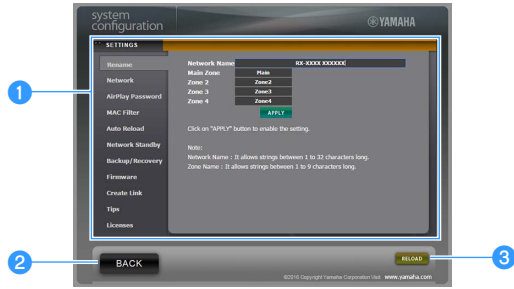 system
configuration
YAMAHA
SETTINGS
Rename
Network
AirPlay Password
MAC Filter
Auto Reload
Network Standby
Backup/Recovery
Firmware
Create Link
Tips
Licenses
Network Name RX-XXXX XXXXXX
Main Zone Main
Zone 2 Zone2
Zone 3 Zone3
Zone 4 Zone4
APPLY
Click on "APPLY" button to enable the setting.
Note:
Network Name : It allows strings between 1 to 32 characters long.
Zone Name : It allows strings between 1 to 9 characters long.
1
2
BACK
RELOAD
3
©2010 Copyright Yamaha Corporation Visit www.yamaha.com